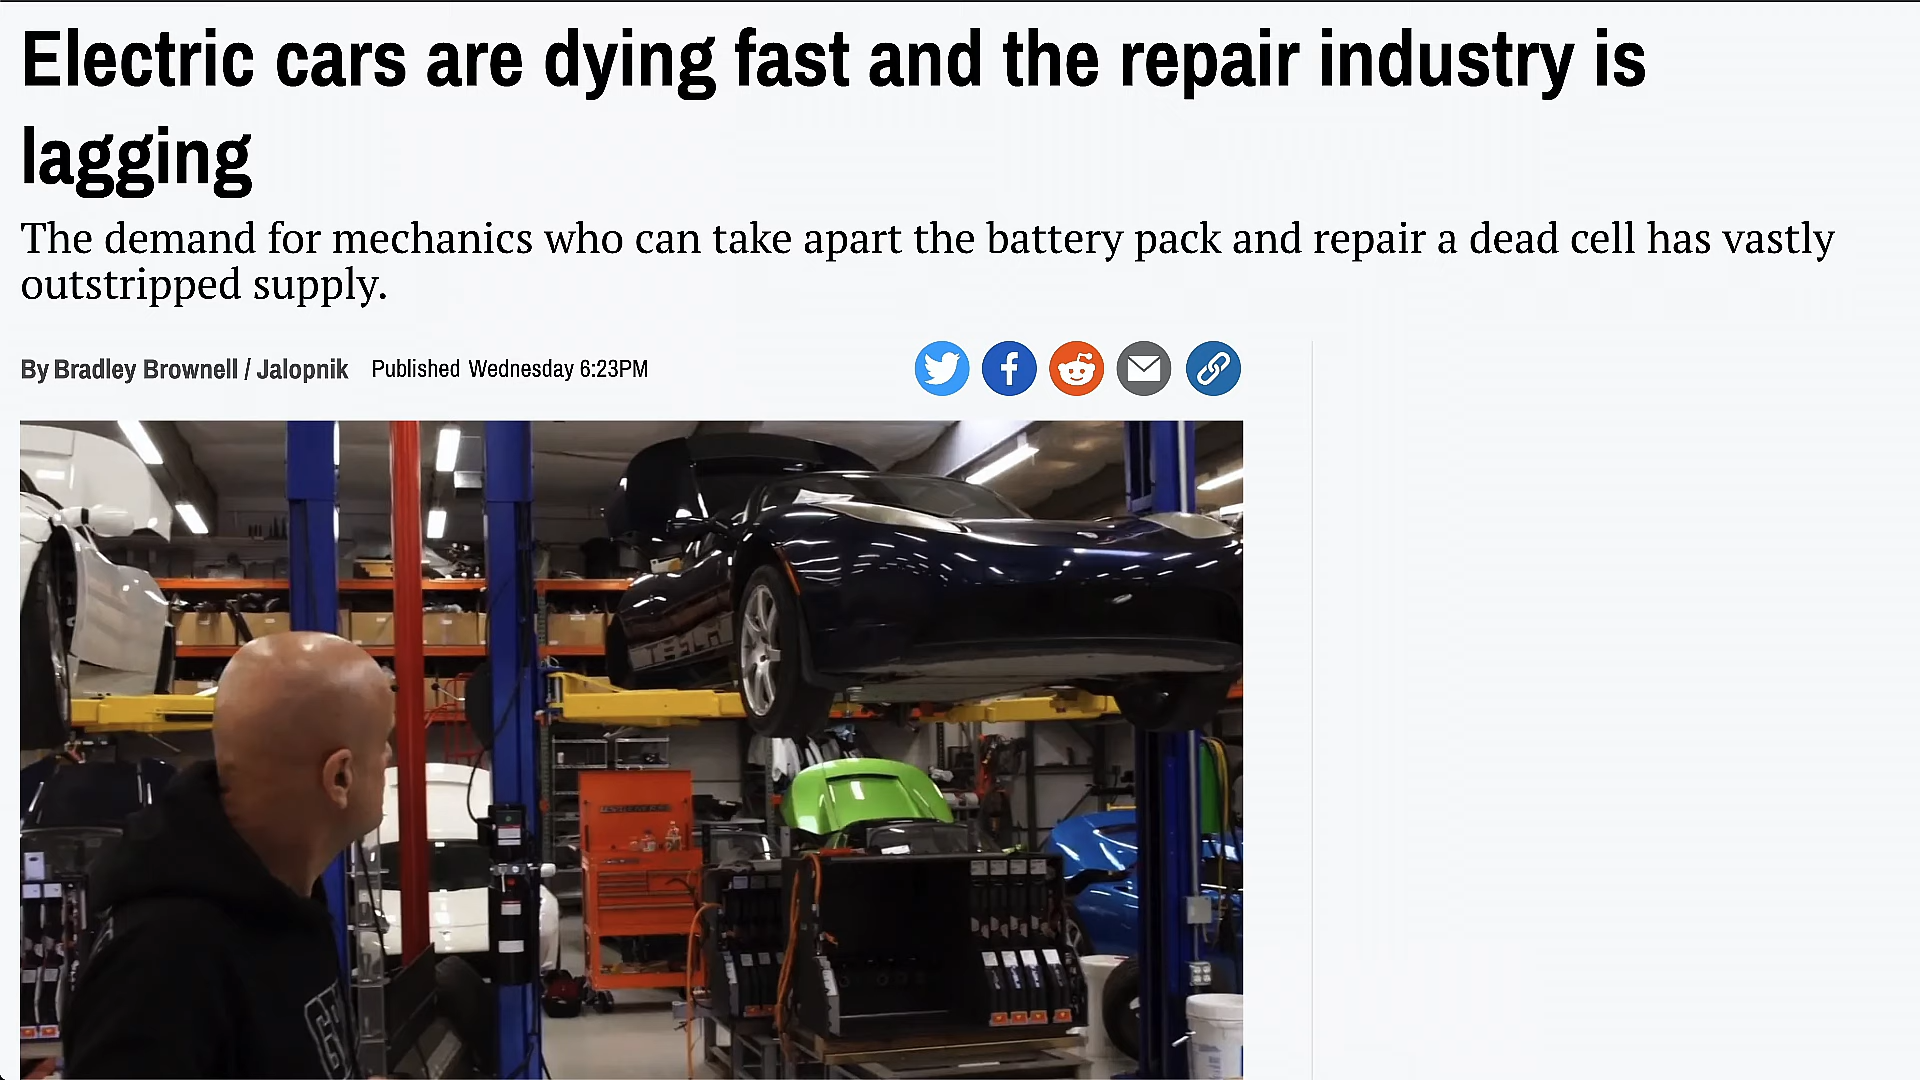 Electric cars are dying fast and the repair industry is
lagging
The demand for mechanics who can take apart the battery pack and repair a dead cell has vastly
outstripped supply.
By Bradley Brownell / Jalopnik Published Wednesday 6:23PM
TESLA